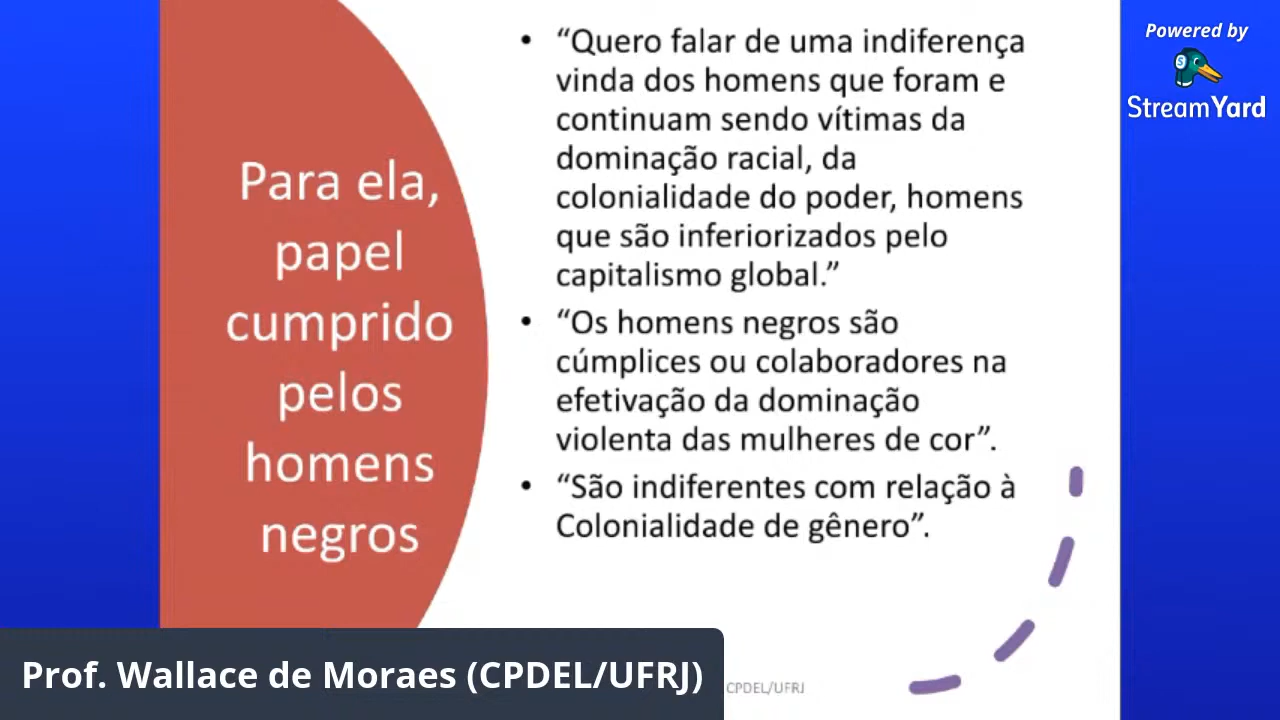 Para ela,
papel
cumprido
pelos
homens
negros
• “Quero falar de uma indiferença
vinda dos homens que foram e
continuam sendo vítimas da
dominação racial, da
colonialidade do poder, homens
que são inferiorizados pelo
capitalismo global.”
• “Os homens negros são
cúmplices ou colaboradores na
efetivação da dominação
violenta das mulheres de cor”.
• “São indiferentes com relação à
Colonialidade de gênero”.
Powered by
StreamYard
Prof. Wallace de Moraes (CPDEL/UFRJ)
CPDEL/UFRJ